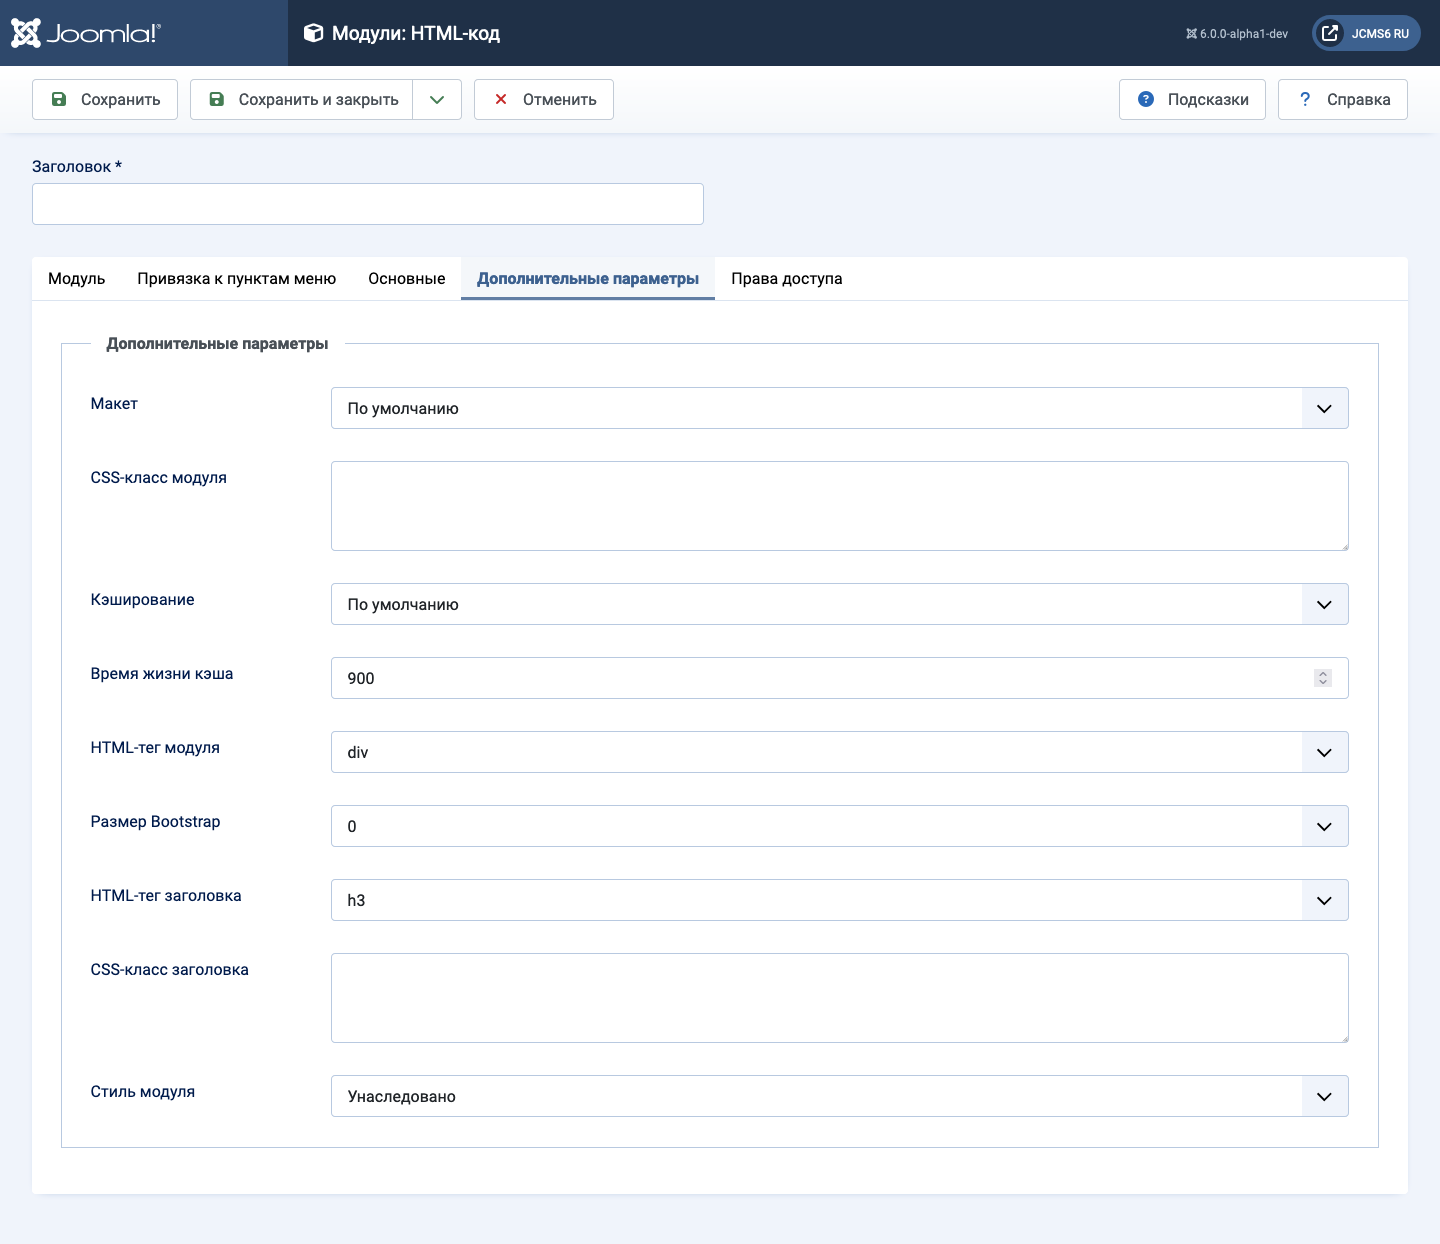 Joomla!®
Модули: HTML-код
6.0.0-alpha1-dev
JCMS6 RU
Сохранить
Сохранить и закрыть
Отменить
Подсказки
? Справка
Заголовок *
Модуль
Привязка к пунктам меню
Основные
Дополнительные параметры
Права доступа
Дополнительные параметры
Макет
По умолчанию
CSS-класс модуля
Кэширование
По умолчанию
Время жизни кэша
900
HTML-тег модуля
div
Размер Bootstrap
0
HTML-тег заголовка
h3
CSS-класс заголовка
Стиль модуля
Унаследовано